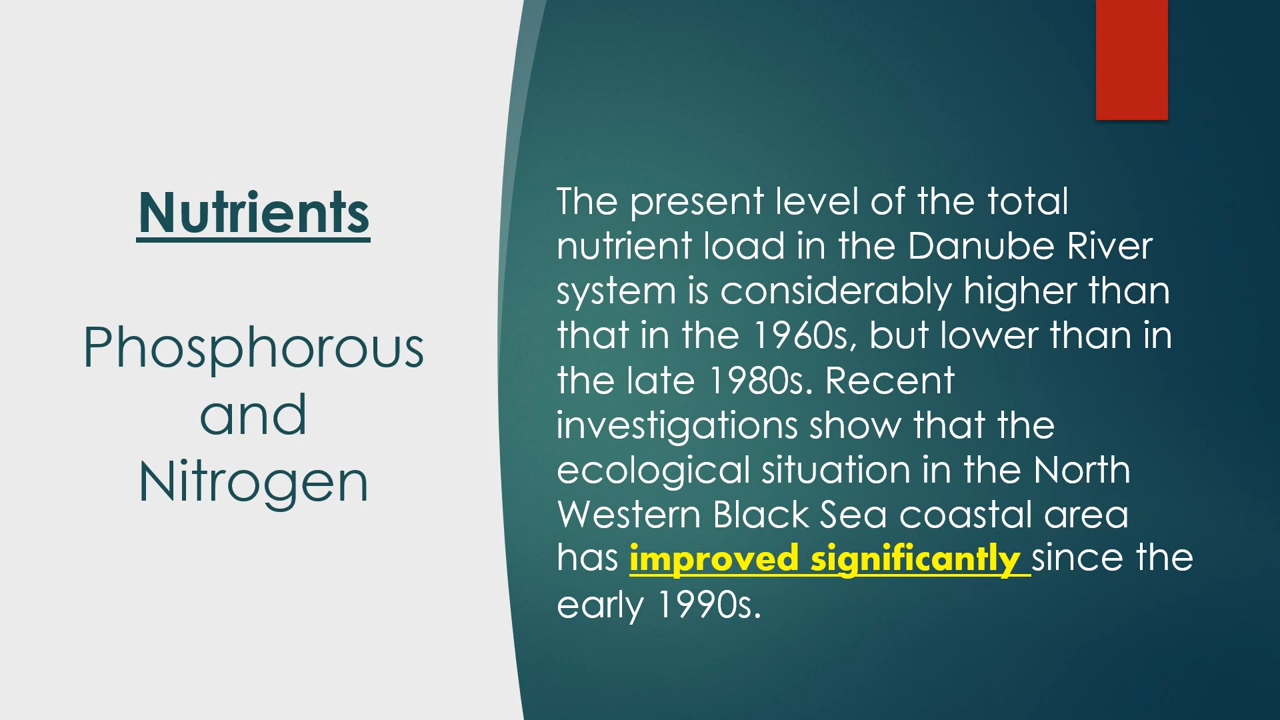 Nutrients
Phosphorous
and
Nitrogen
The present level of the total
nutrient load in the Danube River
system is considerably higher than
that in the 1960s, but lower than in
the late 1980s. Recent
investigations show that the
ecological situation in the North
Western Black Sea coastal area
has improved significantly since the
early 1990s.